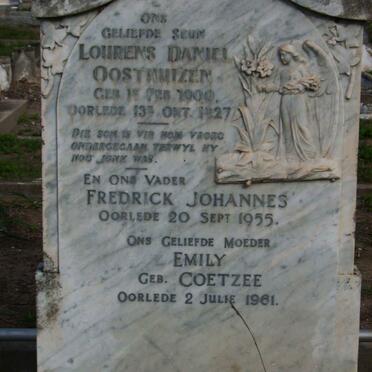 ONS
GELIEFDE SEUN
LOURENS DANIEL
OOSTHUIZEN
GEB 15 FEB 1900
OORLEDE 13E OKT. 1927
DIE SON IS VIR HOM VROEG
ONDERGEGAAN TERWYL HY
NOG JONK WAS.
EN ONS VADER
FREDRICK JOHANNES
OORLEDE 20 SEPT 1955.
ONS GELIEFDE MOEDER
EMILY
GEB. COETZEE
OORLEDE 2 JULIE 1961.